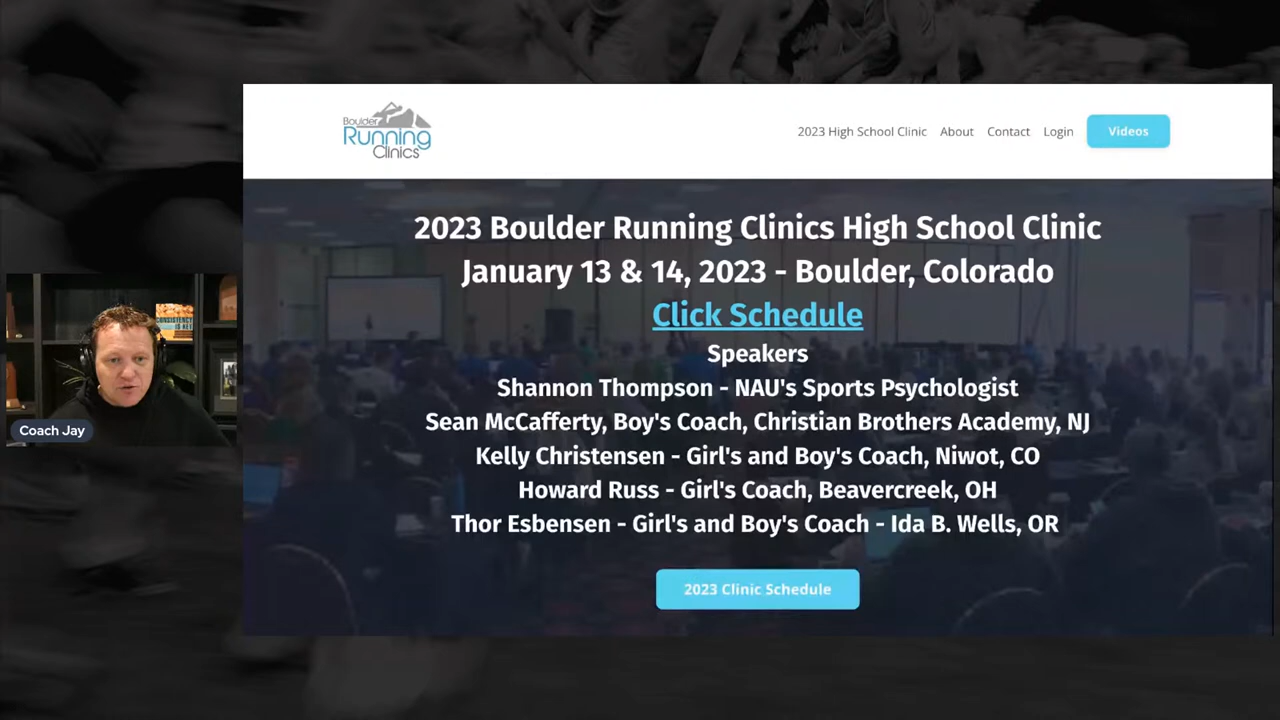 Boulder
Running
Clinics
2023 High School Clinic About Contact Login Videos
2023 Boulder Running Clinics High School Clinic
January 13 & 14, 2023 - Boulder, Colorado
Click Schedule
Speakers
Shannon Thompson - NAU's Sports Psychologist
Sean McCafferty, Boy's Coach, Christian Brothers Academy, NJ
Kelly Christensen - Girl's and Boy's Coach, Niwot, CO
Howard Russ - Girl's Coach, Beavercreek, OH
Thor Esbensen - Girl's and Boy's Coach - Ida B. Wells, OR
2023 Clinic Schedule
CONSISTENCY
IS KEY
Coach Jay